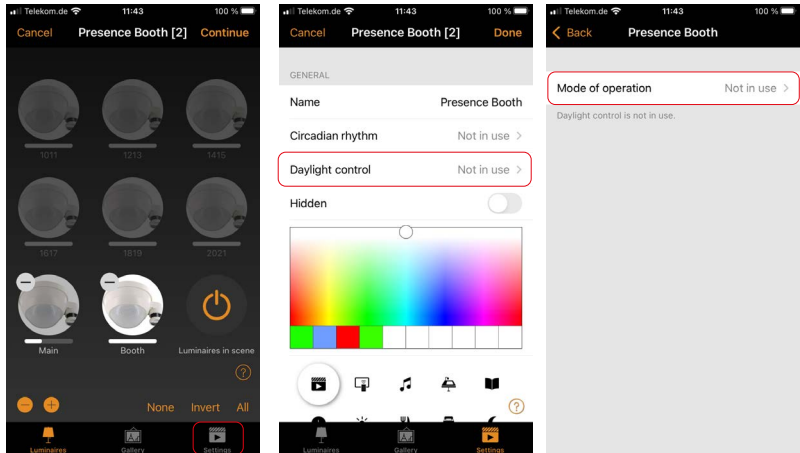 Telekom.de 11:43 100 %
Cancel Presence Booth [2] Continue
1011 1213 1415
1617 1819 2021
Main Booth Luminaires in scene
?
None Invert All
Luminaires Gallery Settings
Telekom.de 11:43 100 %
Cancel Presence Booth [2] Done
GENERAL
Name Presence Booth
Circadian rhythm Not in use >
Daylight control Not in use >
Hidden
?
Luminaires Gallery Settings
Telekom.de 11:43 100 %
Back Presence Booth
Mode of operation Not in use >
Daylight control is not in use.